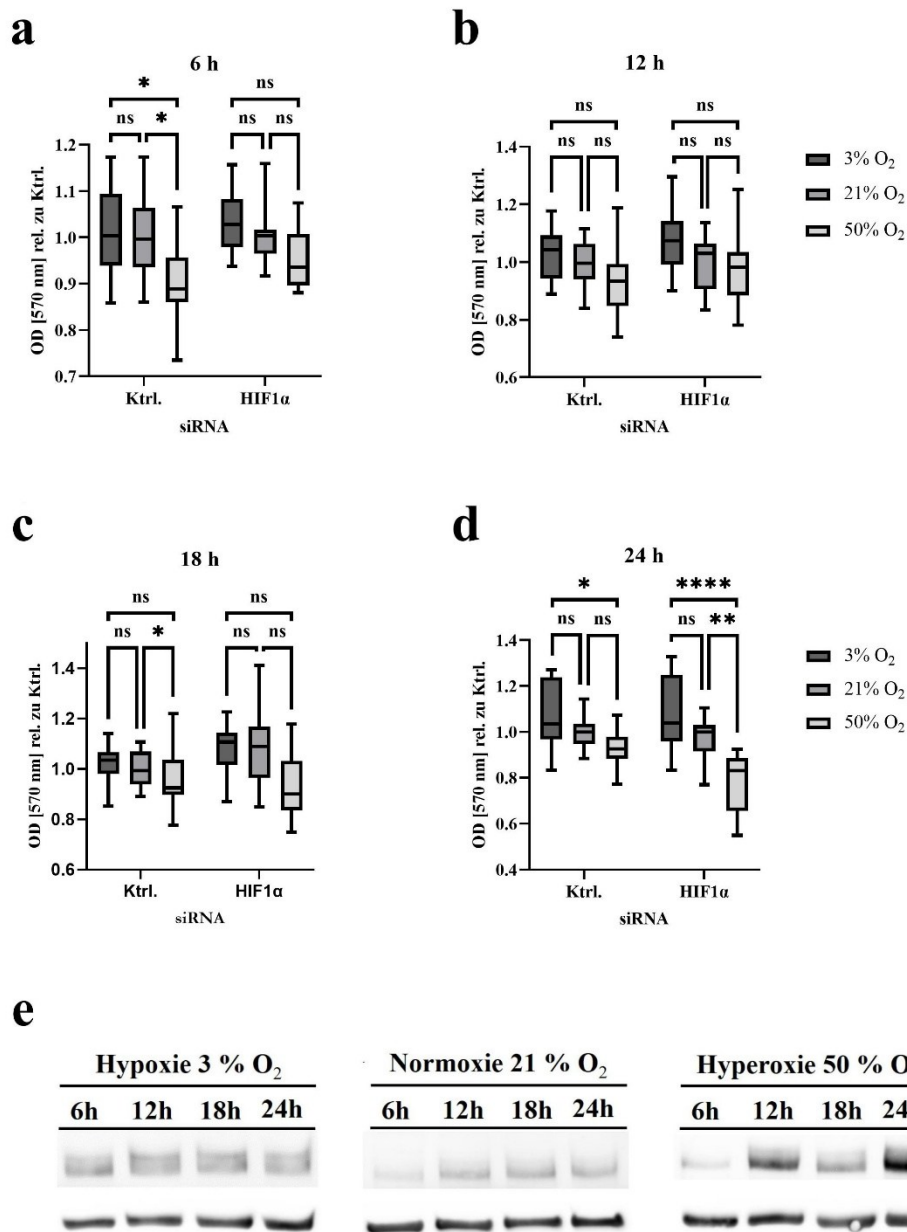 a
6 h
*
ns
ns
*
ns
ns
1.2
1.1
1.0
0.9
0.8
0.7
OD [570 nm] rel. zu Ktrl.
Ktrl.
HIF1α
siRNA
b
12 h
ns
ns
ns
ns
ns
ns
1.4
1.2
1.0
0.8
0.6
OD [570 nm] rel. zu Ktrl.
Ktrl.
HIF1α
siRNA
3% O₂
21% O₂
50% O₂
c
18 h
ns
ns
ns
*
ns
ns
1.4
1.2
1.0
0.8
0.6
OD [570 nm] rel. zu Ktrl.
Ktrl.
HIF1α
siRNA
d
24 h
*
****
ns
ns
ns
**
1.4
1.2
1.0
0.8
0.6
0.4
OD [570 nm] rel. zu Ktrl.
Ktrl.
HIF1α
siRNA
3% O₂
21% O₂
50% O₂
e
Hypoxie 3 % O₂
6h 12h 18h 24h
Normoxie 21 % O₂
6h 12h 18h 24h
Hyperoxie 50 % O
6h 12h 18h 24